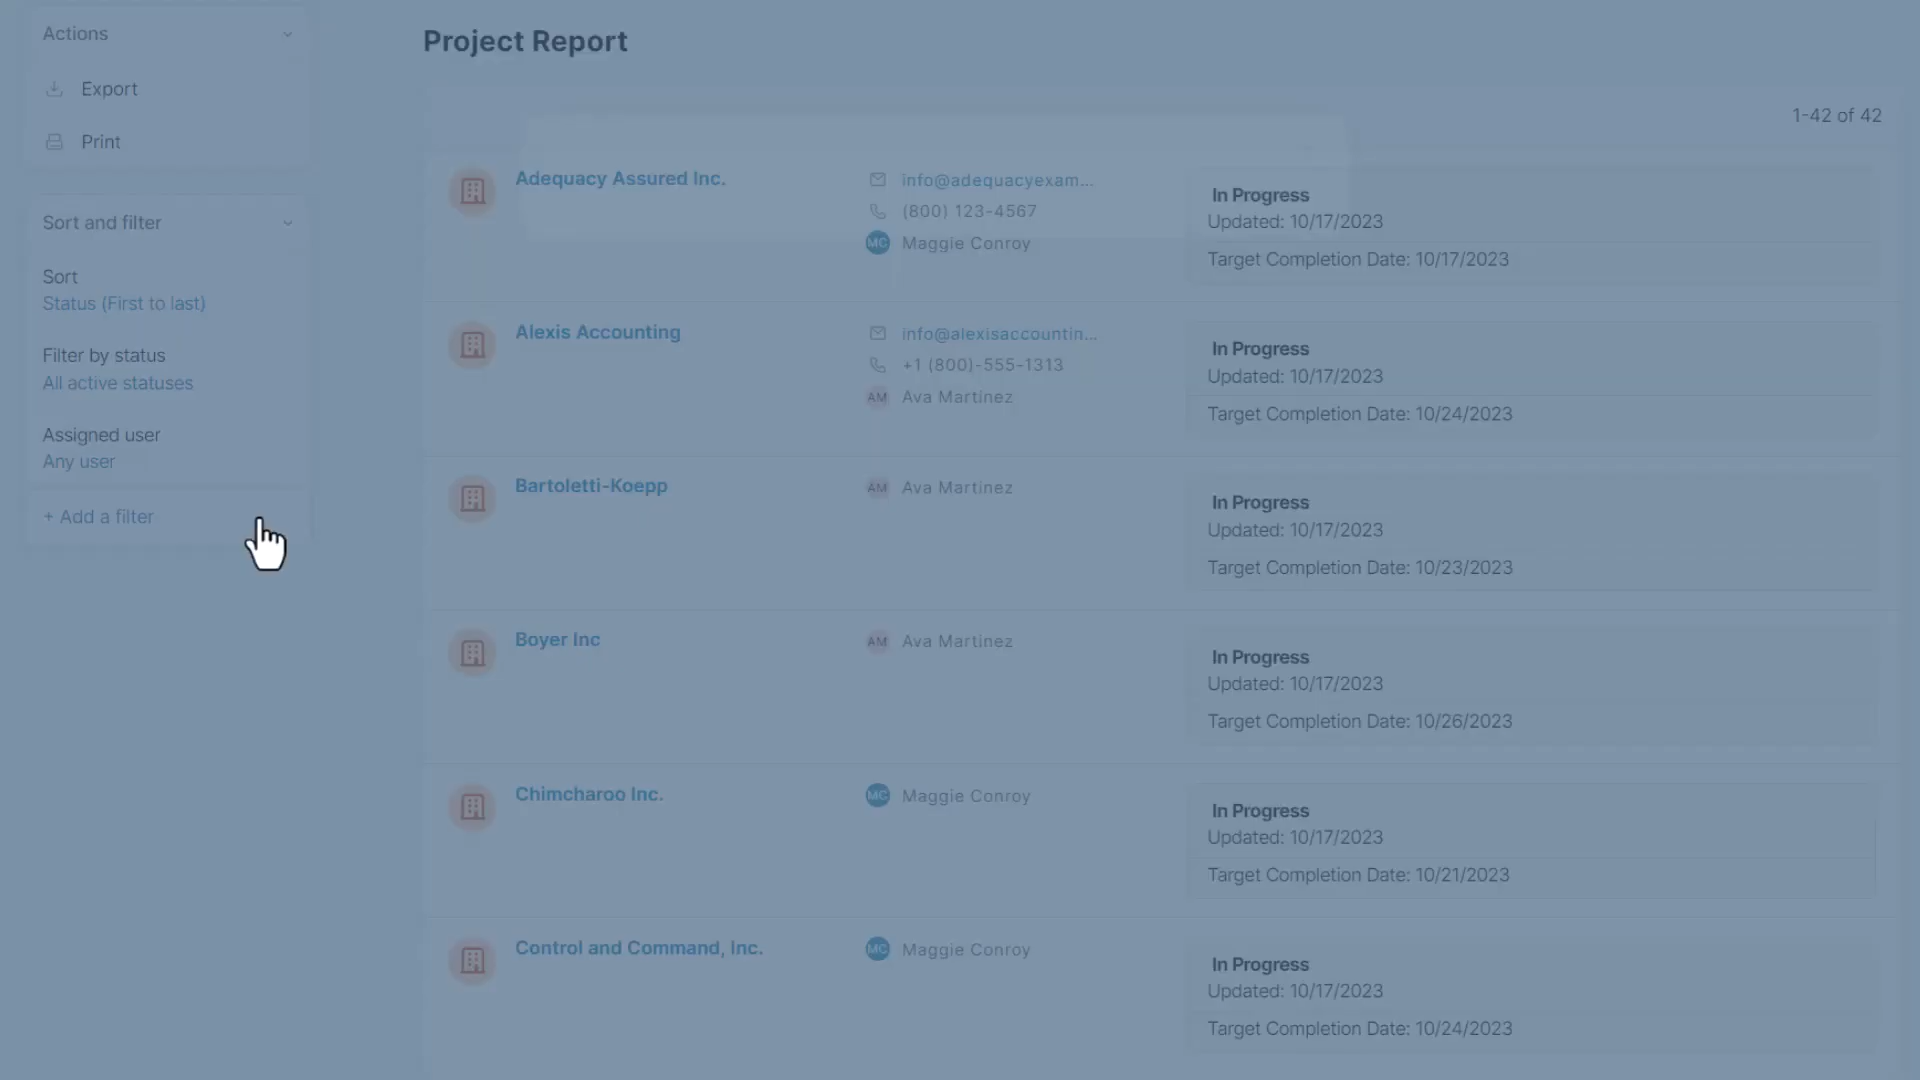 Actions
Export
Print
Sort and filter
Sort
Status (First to last)
Filter by status
All active statuses
Assigned user
Any user
+ Add a filter
Project Report
1-42 of 42
Adequacy Assured Inc.
info@adequacyexam...
(800) 123-4567
MC Maggie Conroy
In Progress
Updated: 10/17/2023
Target Completion Date: 10/17/2023
Alexis Accounting
info@alexisaccountin...
+1 (800)-555-1313
AM Ava Martinez
In Progress
Updated: 10/17/2023
Target Completion Date: 10/24/2023
Bartoletti-Koepp
AM Ava Martinez
In Progress
Updated: 10/17/2023
Target Completion Date: 10/23/2023
Boyer Inc
AM Ava Martinez
In Progress
Updated: 10/17/2023
Target Completion Date: 10/26/2023
Chimcharoo Inc.
MC Maggie Conroy
In Progress
Updated: 10/17/2023
Target Completion Date: 10/21/2023
Control and Command, Inc.
MC Maggie Conroy
In Progress
Updated: 10/17/2023
Target Completion Date: 10/24/2023